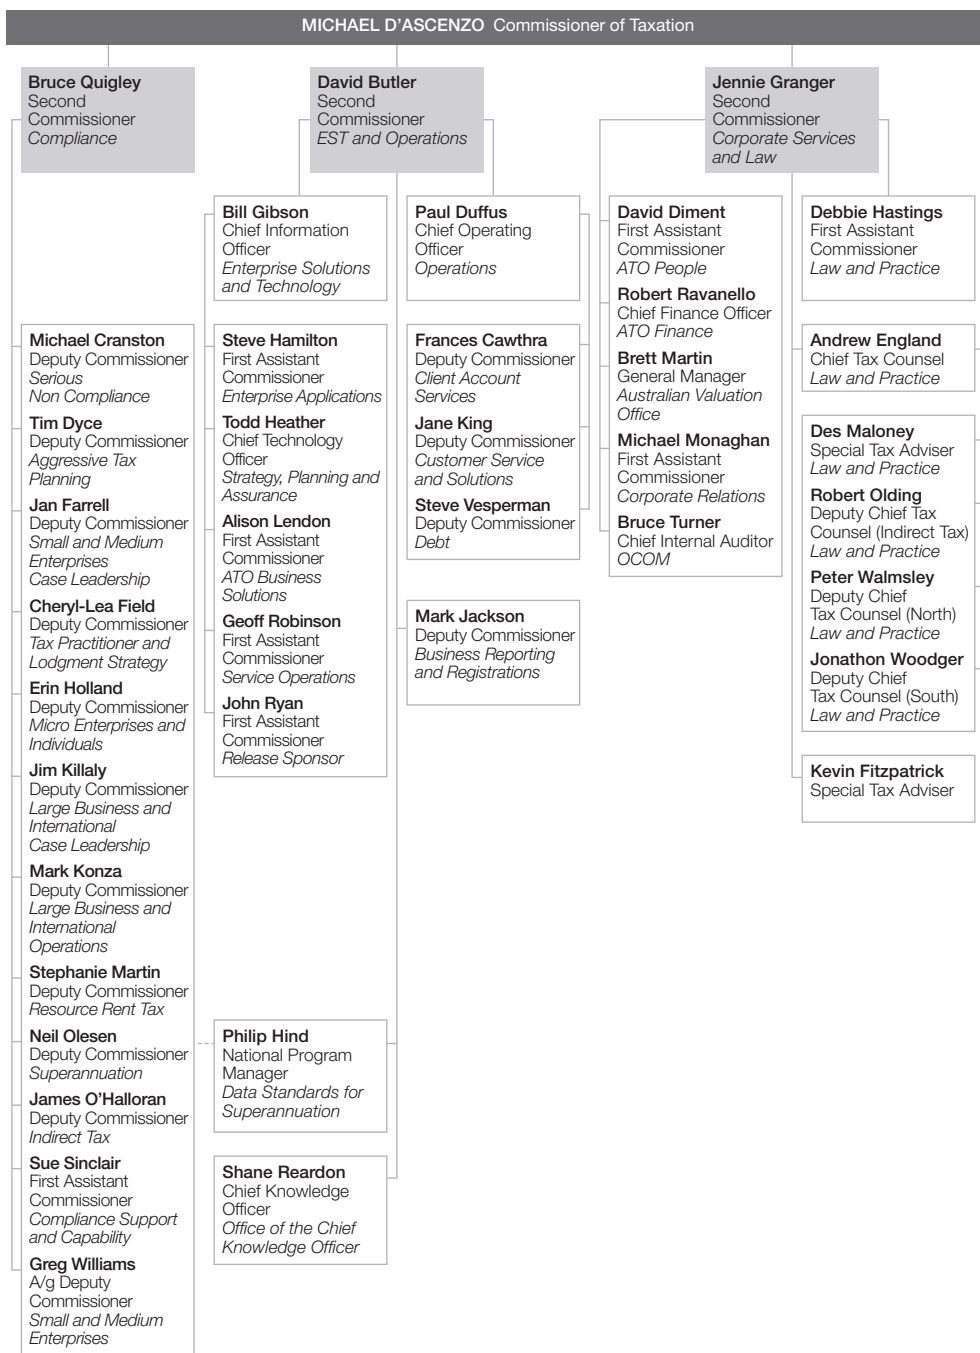 MICHAEL D'ASCENZO Commissioner of Taxation
Bruce Quigley
Second
Commissioner
Compliance
David Butler
Second
Commissioner
EST and Operations
Jennie Granger
Second
Commissioner
Corporate Services
and Law
Michael Cranston
Deputy Commissioner
Serious
Non Compliance
Tim Dyce
Deputy Commissioner
Aggressive Tax
Planning
Jan Farrell
Deputy Commissioner
Small and Medium
Enterprises
Case Leadership
Cheryl-Lea Field
Deputy Commissioner
Tax Practitioner and
Lodgment Strategy
Erin Holland
Deputy Commissioner
Micro Enterprises and
Individuals
Jim Killaly
Deputy Commissioner
Large Business and
International
Case Leadership
Mark Konza
Deputy Commissioner
Large Business and
International
Operations
Stephanie Martin
Deputy Commissioner
Resource Rent Tax
Neil Olesen
Deputy Commissioner
Superannuation
James O'Halloran
Deputy Commissioner
Indirect Tax
Sue Sinclair
First Assistant
Commissioner
Compliance Support
and Capability
Greg Williams
A/g Deputy
Commissioner
Small and Medium
Enterprises
Bill Gibson
Chief Information
Officer
Enterprise Solutions
and Technology
Steve Hamilton
First Assistant
Commissioner
Enterprise Applications
Todd Heather
Chief Technology
Officer
Strategy, Planning and
Assurance
Alison Lendon
First Assistant
Commissioner
ATO Business
Solutions
Geoff Robinson
First Assistant
Commissioner
Service Operations
John Ryan
First Assistant
Commissioner
Release Sponsor
Philip Hind
National Program
Manager
Data Standards for
Superannuation
Shane Reardon
Chief Knowledge
Officer
Office of the Chief
Knowledge Officer
Paul Duffus
Chief Operating
Officer
Operations
Frances Cawthra
Deputy Commissioner
Client Account
Services
Jane King
Deputy Commissioner
Customer Service
and Solutions
Steve Vesperman
Deputy Commissioner
Debt
Mark Jackson
Deputy Commissioner
Business Reporting
and Registrations
David Diment
First Assistant
Commissioner
ATO People
Robert Ravanello
Chief Finance Officer
ATO Finance
Brett Martin
General Manager
Australian Valuation
Office
Michael Monaghan
First Assistant
Commissioner
Corporate Relations
Bruce Turner
Chief Internal Auditor
OCOM
Debbie Hastings
First Assistant
Commissioner
Law and Practice
Andrew England
Chief Tax Counsel
Law and Practice
Des Maloney
Special Tax Adviser
Law and Practice
Robert Olding
Deputy Chief Tax
Counsel (Indirect Tax)
Law and Practice
Peter Walmsley
Deputy Chief
Tax Counsel (North)
Law and Practice
Jonathon Woodger
Deputy Chief
Tax Counsel (South)
Law and Practice
Kevin Fitzpatrick
Special Tax Adviser